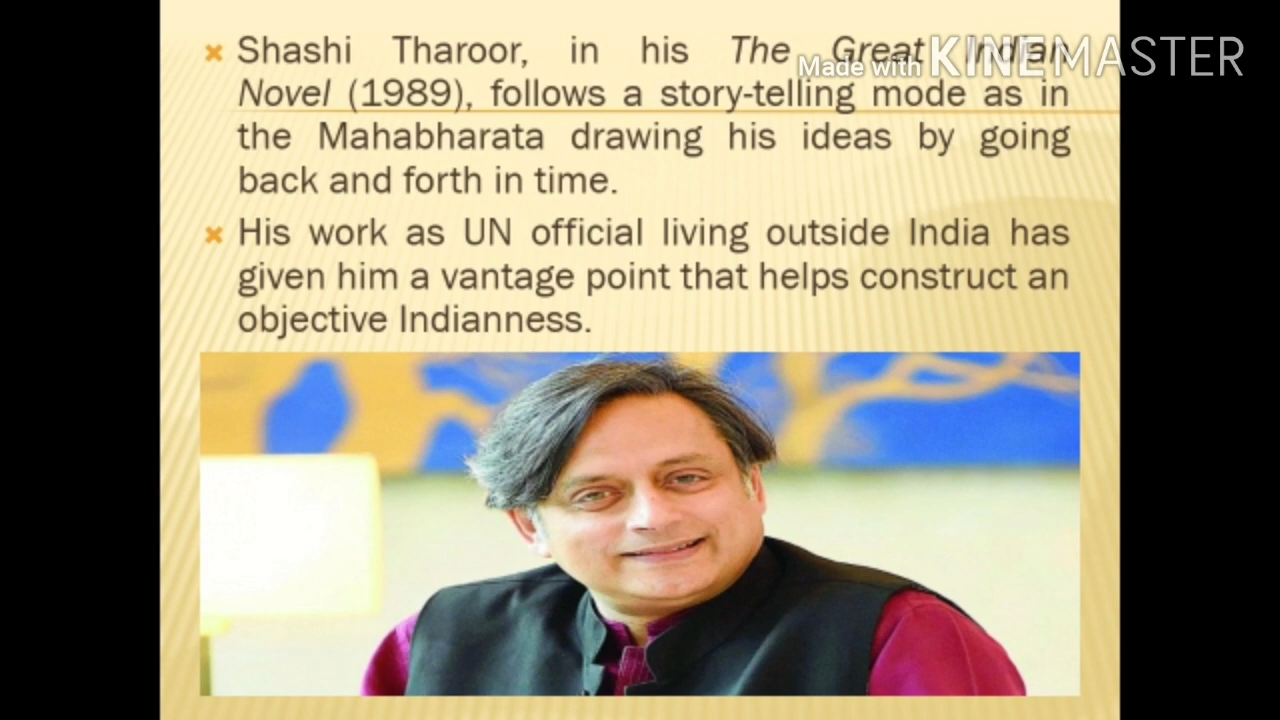 Shashi Tharoor, in his The Great Indian
Made with KINEMASTER
Novel (1989), follows a story-telling mode as in
the Mahabharata drawing his ideas by going
back and forth in time.
His work as UN official living outside India has
given him a vantage point that helps construct an
objective Indianness.